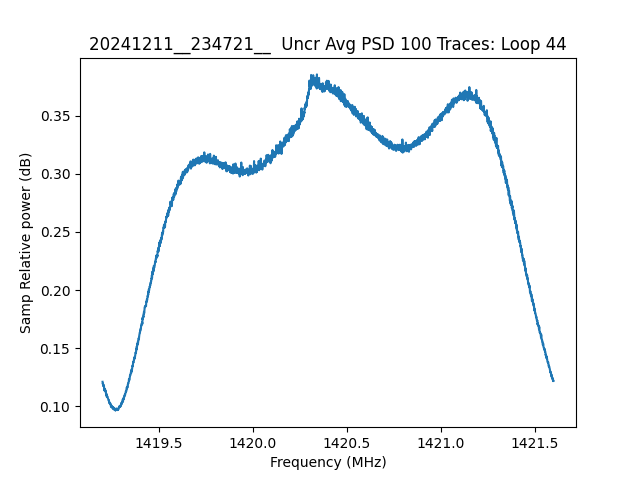 20241211__234721__  Uncr Avg PSD 100 Traces: Loop 44
Samp Relative power (dB)
0.35
0.30
0.25
0.20
0.15
0.10
1419.5 1420.0 1420.5 1421.0 1421.5
Frequency (MHz)